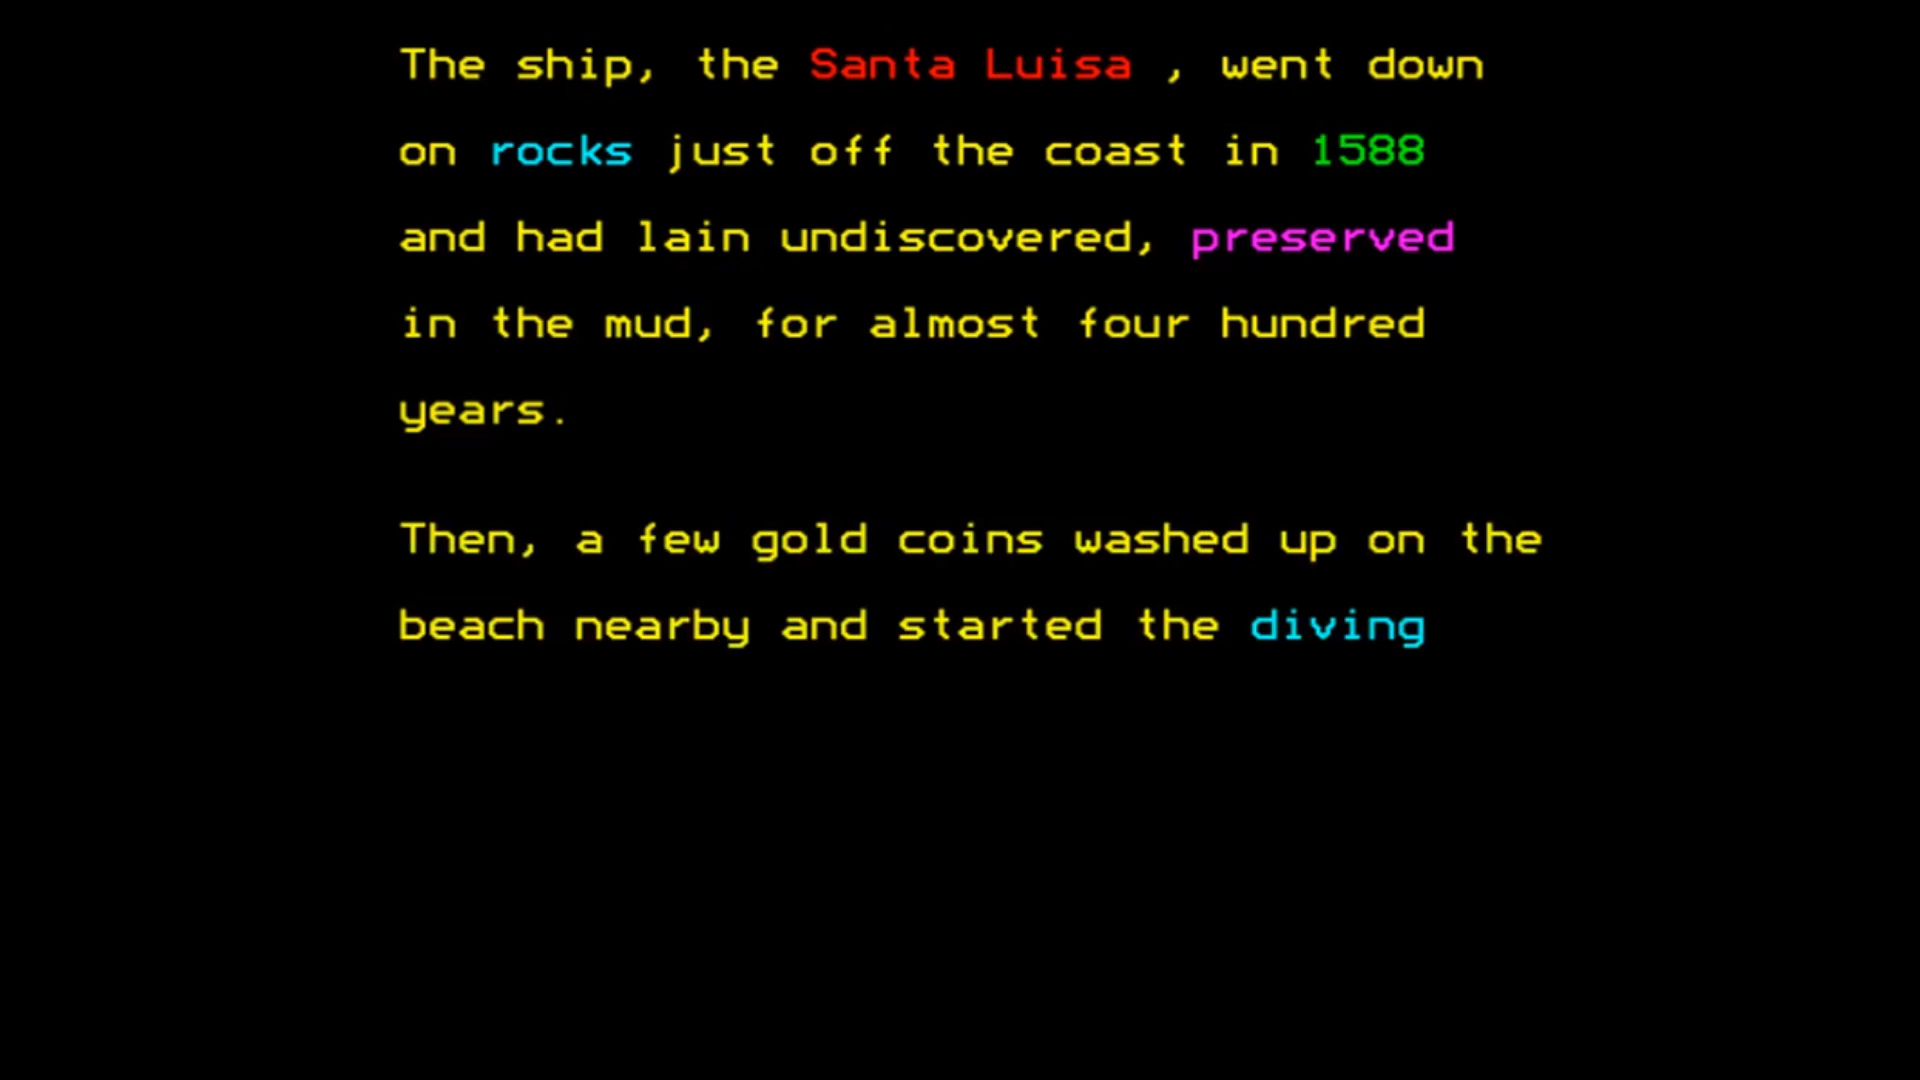 The ship, the Santa Luisa , went down
on rocks just off the coast in 1588
and had lain undiscovered, preserved
in the mud, for almost four hundred
years.
Then, a few gold coins washed up on the
beach nearby and started the diving